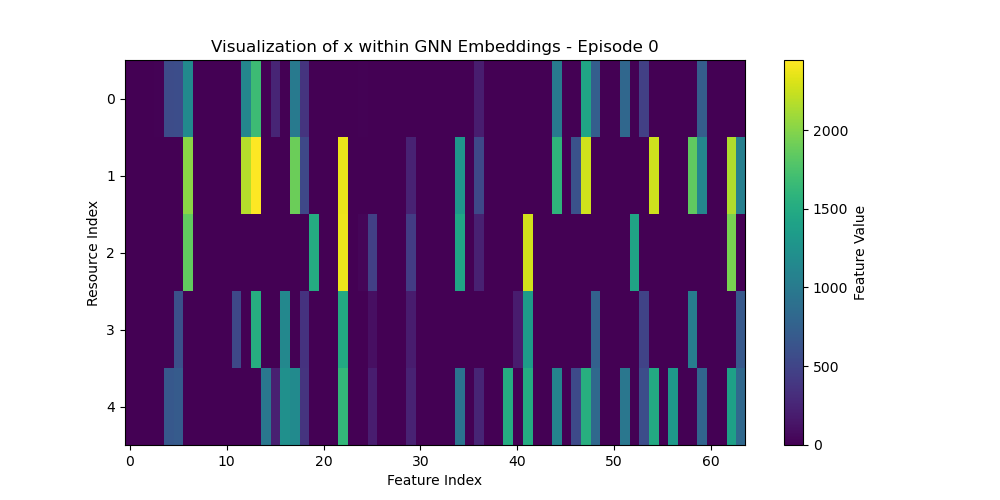 Visualization of x within GNN Embeddings - Episode 0
0
1
2
3
4
Resource Index
0 10 20 30 40 50 60
Feature Index
2000
1500
1000
500
0
Feature Value